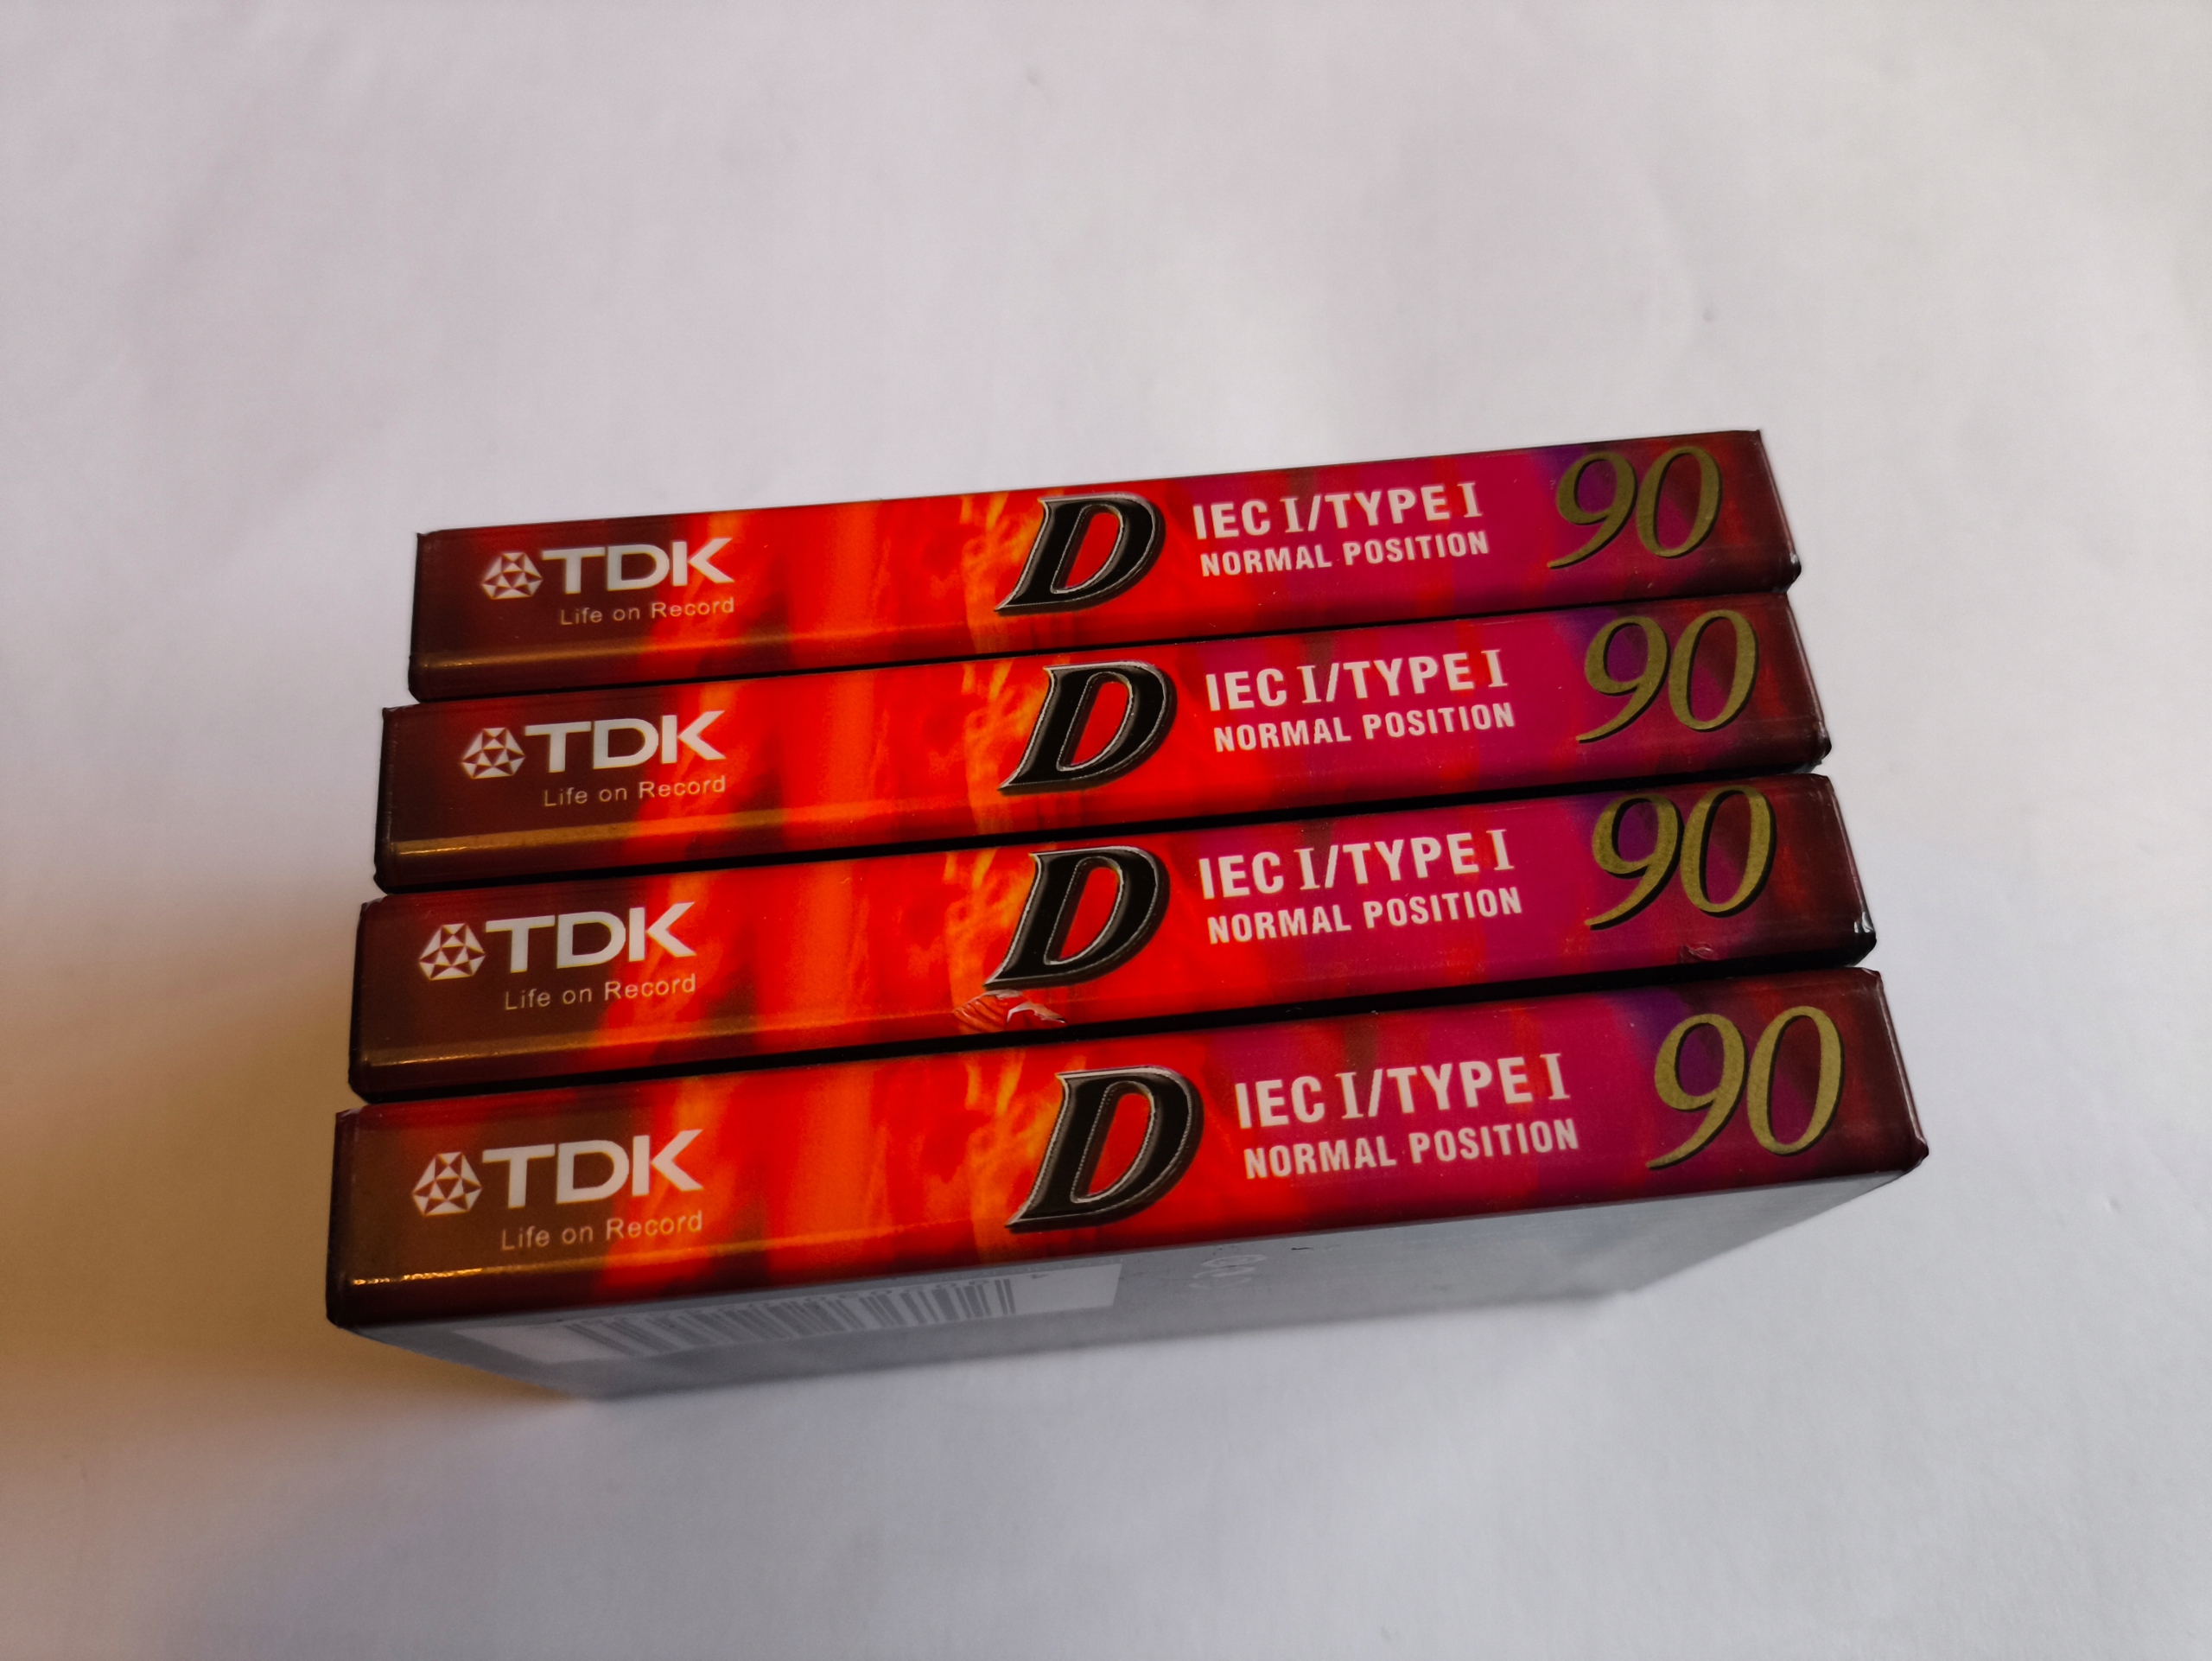 TDK
Life on Record
D
IEC I/TYPE I
NORMAL POSITION
90
TDK
Life on Record
D
IEC I/TYPE I
NORMAL POSITION
90
TDK
Life on Record
D
IEC I/TYPE I
NORMAL POSITION
90
TDK
Life on Record
D
IEC I/TYPE I
NORMAL POSITION
90